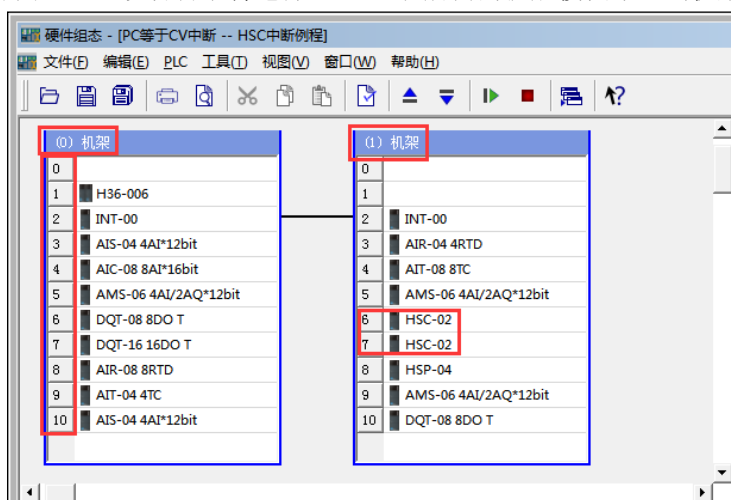 硬件组态 - [PC等于CV中断 -- HSC中断例程]
文件(F) 编辑(E) PLC 工具(T) 视图(V) 窗口(W) 帮助(H)
(0) 机架
0
1 H36-006
2 INT-00
3 AIS-04 4AI*12bit
4 AIC-08 8AI*16bit
5 AMS-06 4AI/2AQ*12bit
6 DQT-08 8DO T
7 DQT-16 16DO T
8 AIR-08 8RTD
9 AIT-04 4TC
10 AIS-04 4AI*12bit
(1) 机架
0
1
2 INT-00
3 AIR-04 4RTD
4 AIT-08 8TC
5 AMS-06 4AI/2AQ*12bit
6 HSC-02
7 HSC-02
8 HSP-04
9 AMS-06 4AI/2AQ*12bit
10 DQT-08 8DO T